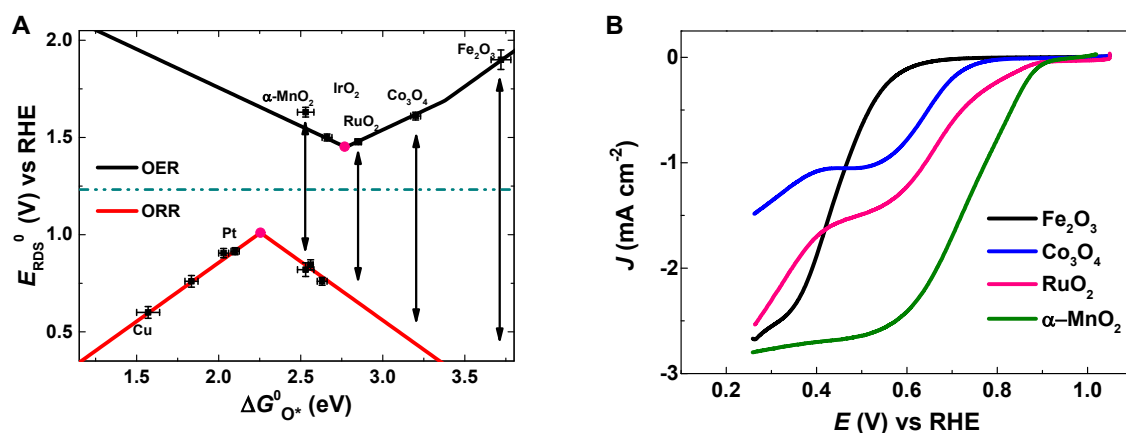 A
2.0
1.5
1.0
0.5
E_RDS^0 (V) vs RHE
Fe₂O₃
IrO₂
α-MnO₂
Co₃O₄
RuO₂
OER
ORR
Pt
Cu
1.5 2.0 2.5 3.0 3.5
ΔG^0_O* (eV)
B
0
-1
-2
-3
J (mA cm⁻²)
Fe₂O₃
Co₃O₄
RuO₂
α–MnO₂
0.2 0.4 0.6 0.8 1.0
E (V) vs RHE